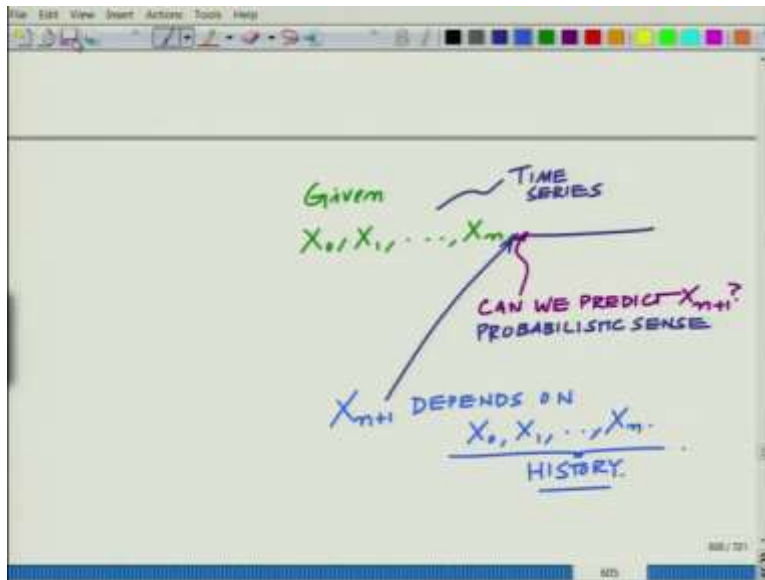 File Edit View Insert Actions Tools Help
Given
TIME
SERIES
X₀, X₁, ..., Xₙ
CAN WE PREDICT Xₙ₊₁?
PROBABILISTIC SENSE
Xₙ₊₁ DEPENDS ON
X₀, X₁, .., Xₙ.
HISTORY.
605